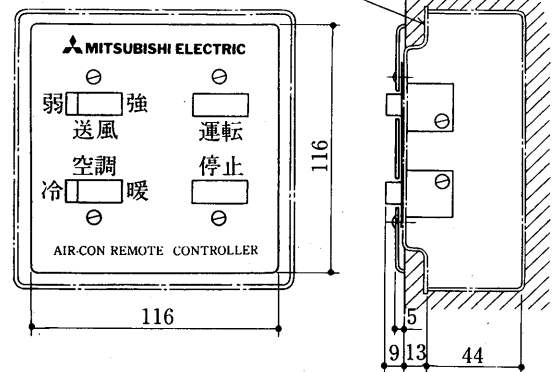 MITSUBISHI ELECTRIC
弱 強
送風
運転
空調
停止
冷 暖
AIR-CON REMOTE CONTROLLER
116
116
5
9 13 44